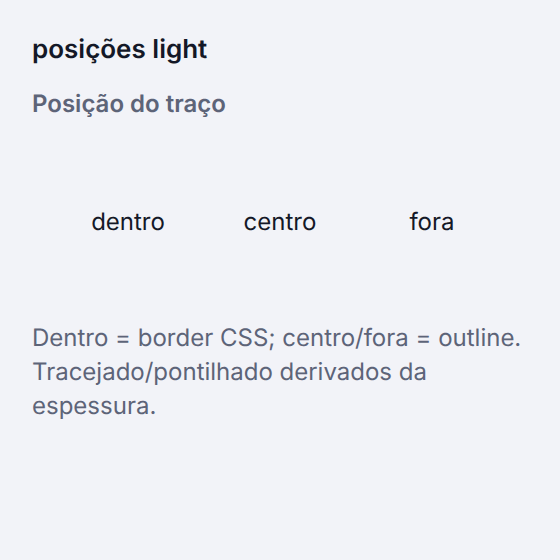 posições light
Posição do traço
dentro centro fora
Dentro = border CSS; centro/fora = outline.
Tracejado/pontilhado derivados da
espessura.